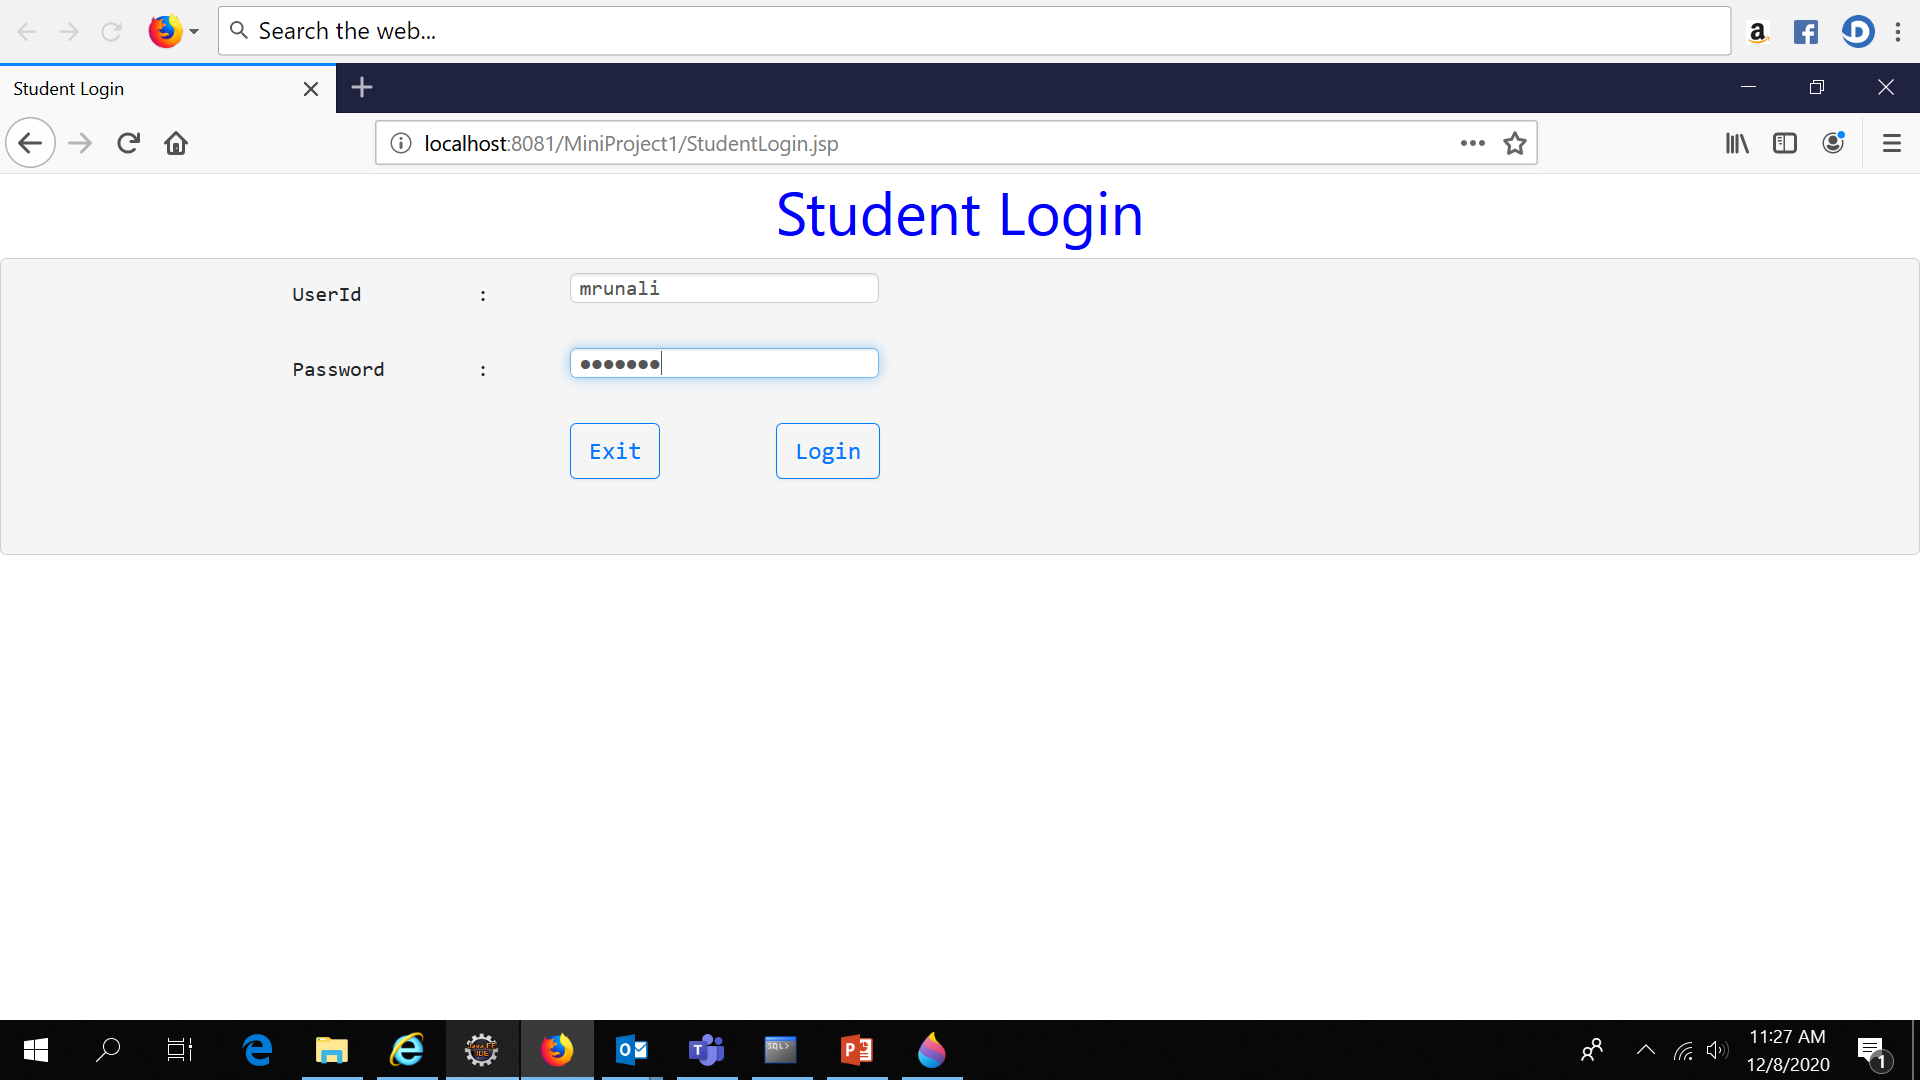 Search the web...
Student Login
localhost:8081/MiniProject1/StudentLogin.jsp
Student Login
UserId : mrunali
Password : ●●●●●●●
Exit Login
11:27 AM
12/8/2020
1